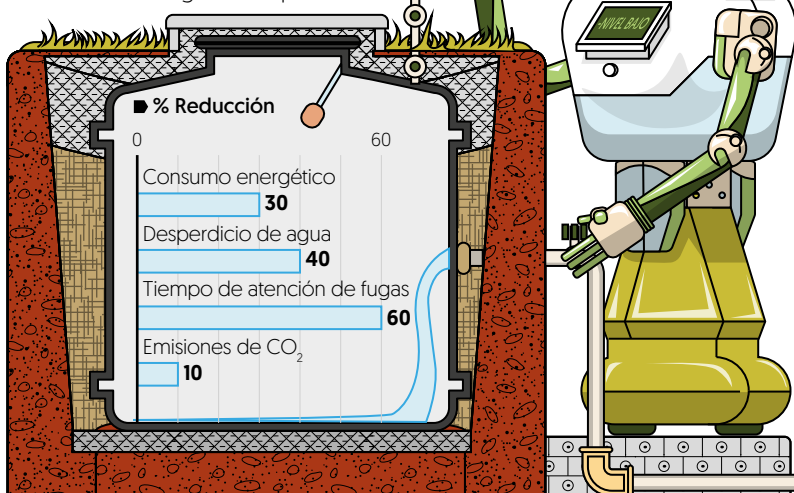 -NIVEL BAJO
% Reducción
0 60
Consumo energético
30
Desperdicio de agua
40
Tiempo de atención de fugas
60
Emisiones de CO₂
10